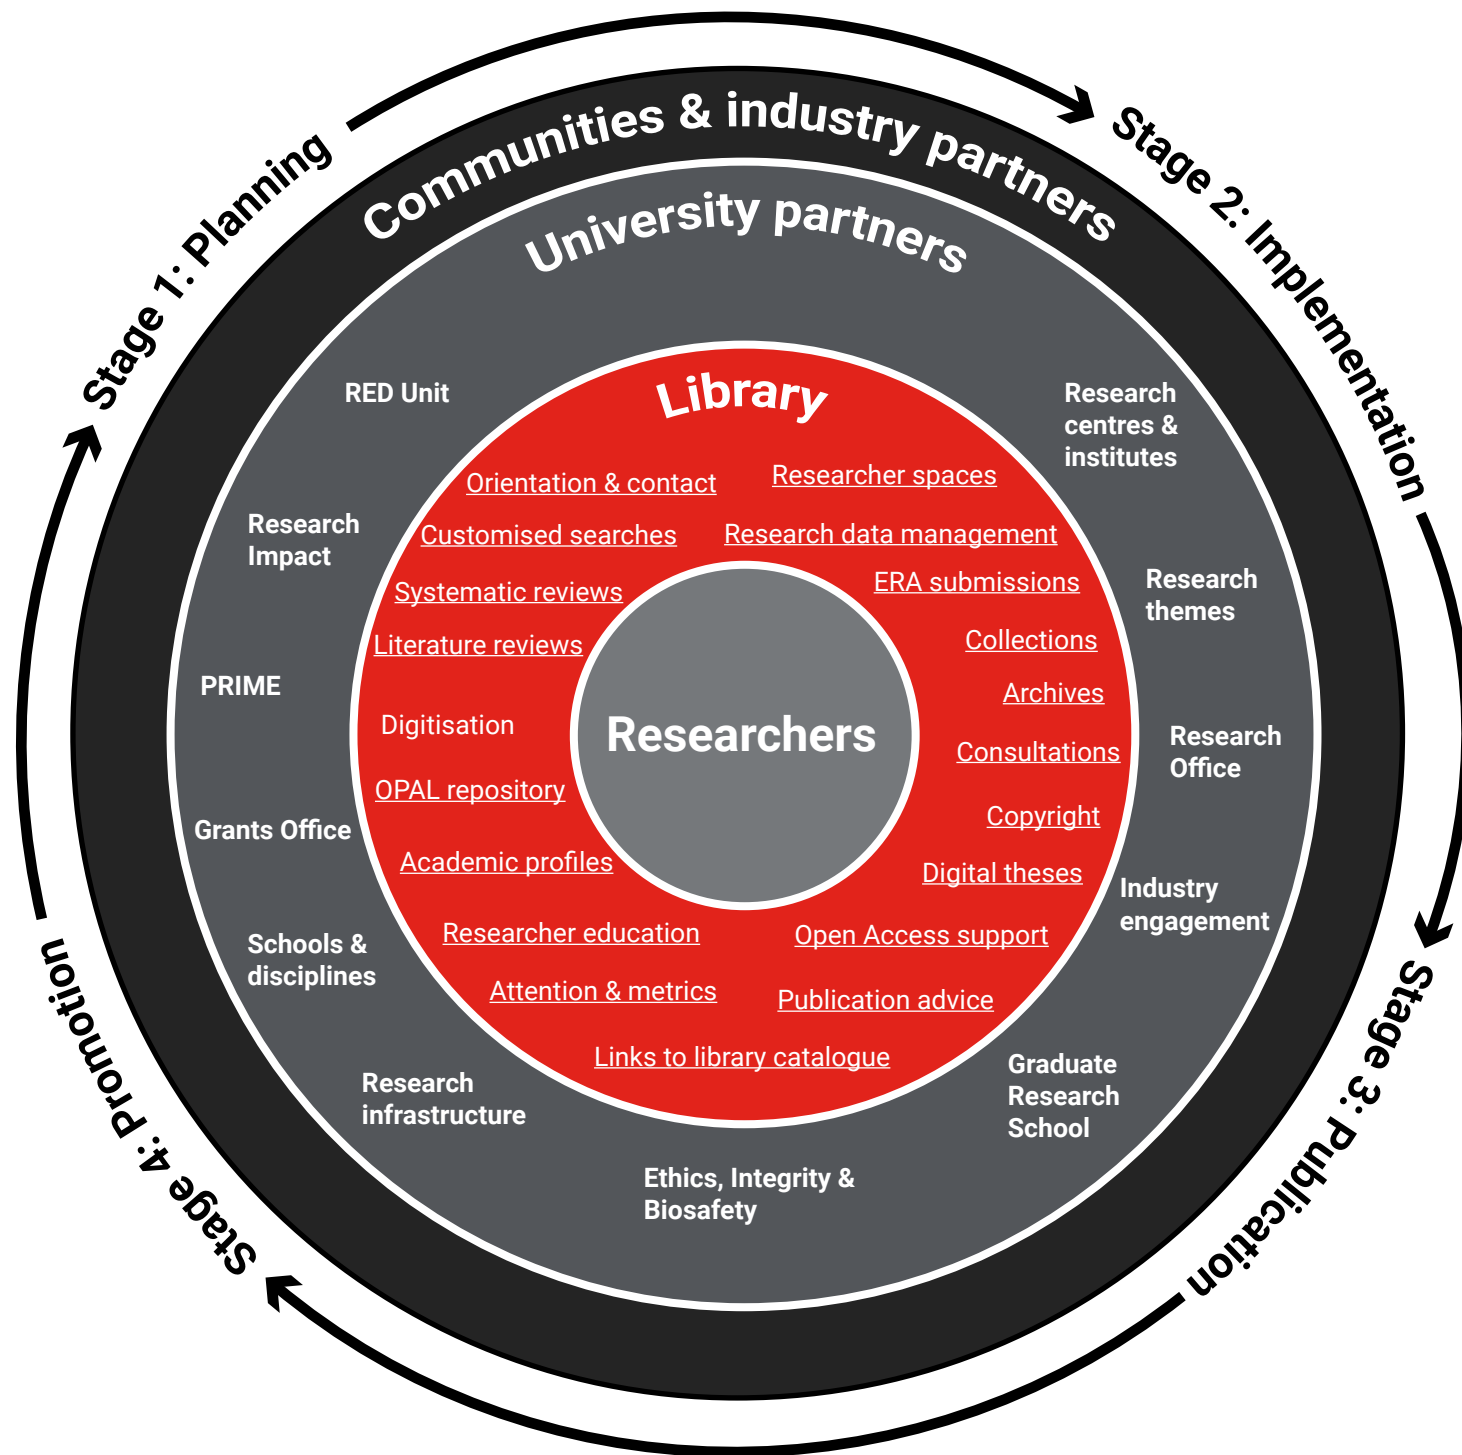 Stage 1: Planning
Stage 2: Implementation
Stage 3: Publication
Stage 4: Promotion
Communities & industry partners
University partners
RED Unit
Research
Impact
PRIME
Grants Office
Schools &
disciplines
Research
infrastructure
Ethics, Integrity &
Biosafety
Graduate
Research
School
Industry
engagement
Research
Office
Research
themes
Research
centres &
institutes
Library
Orientation & contact
Customised searches
Systematic reviews
Literature reviews
Digitisation
OPAL repository
Academic profiles
Researcher education
Attention & metrics
Links to library catalogue
Researcher spaces
Research data management
ERA submissions
Collections
Archives
Consultations
Copyright
Digital theses
Open Access support
Publication advice
Researchers